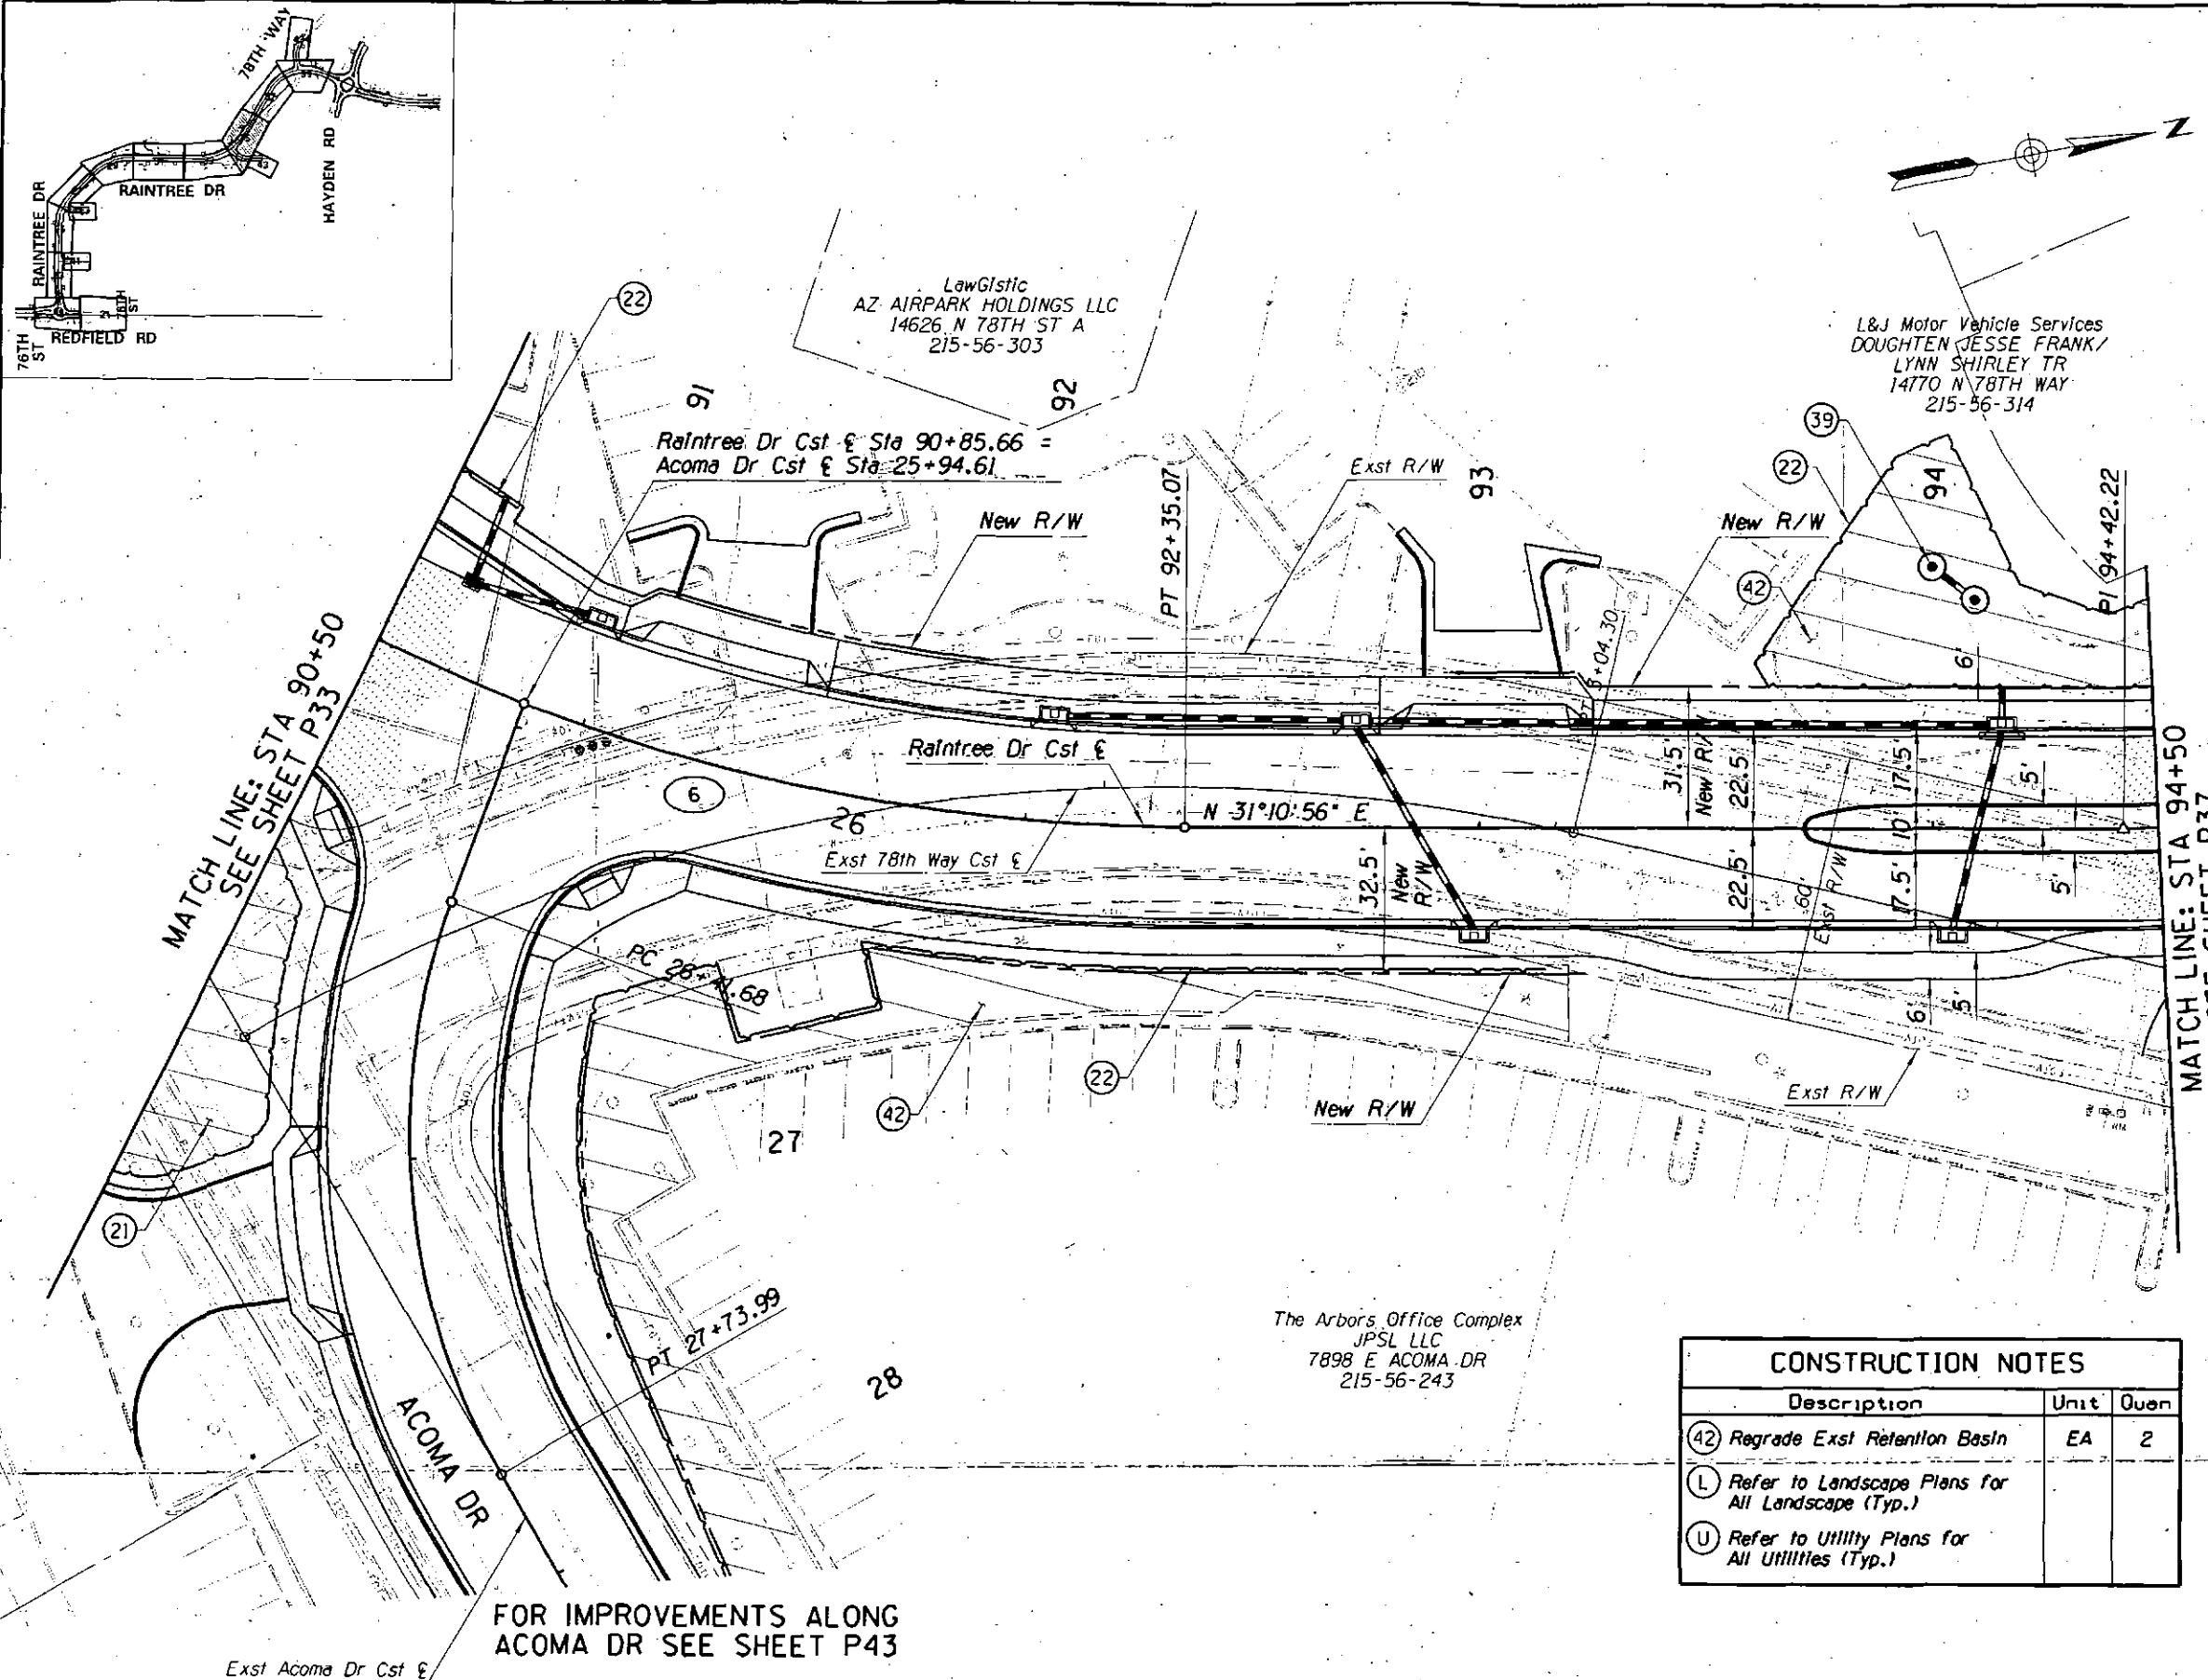 78TH WAY
HAYDEN RD
RAINTREE DR
RAINTREE DR
76TH ST
REDFIELD RD
76TH
ST
Z
22
LawGistic
AZ AIRPARK HOLDINGS LLC
14626 N 78TH ST A
215-56-303
L&J Motor Vehicle Services
DOUGHTEN JESSE FRANK/
LYNN SHIRLEY TR
14770 N 78TH WAY
215-56-314
91
92
93
94
Raintree Dr Cst ℄ Sta 90+85.66 =
Acoma Dr Cst ℄ Sta 25+94.61
New R/W
PT 92+35.07
Exst R/W
New R/W
39
22
42
PI 94+42.22
MATCH LINE: STA 90+50
SEE SHEET P33
6
26
Raintree Dr Cst ℄
Exst 78th Way Cst ℄
N 31°10'56" E
31.5'
New R/W
22.5'
17.5'
6'
5'
10'
32.5'
New
R/W
22.5'
60'
Exst R/W
17.5'
5'
6'
5'
MATCH LINE: STA 94+50
PC 26+41.68
42
22
New R/W
Exst R/W
27
21
PT 27+73.99
28
ACOMA DR
The Arbors Office Complex
JPSL LLC
7898 E ACOMA DR
215-56-243
CONSTRUCTION NOTES
Description Unit Quan
42 Regrade Exst Retention Basin EA 2
L Refer to Landscape Plans for
All Landscape (Typ.)
U Refer to Utility Plans for
All Utilities (Typ.)
FOR IMPROVEMENTS ALONG
ACOMA DR SEE SHEET P43
Exst Acoma Dr Cst ℄